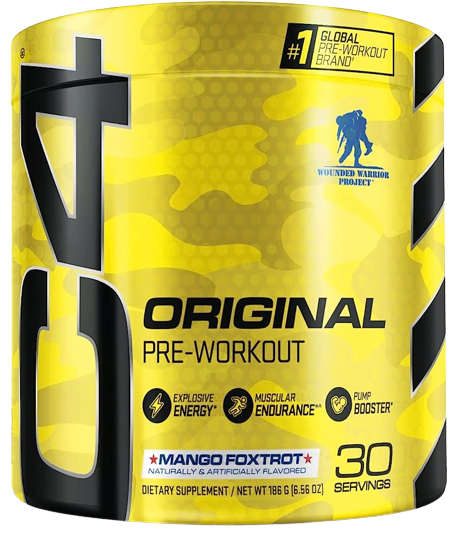 #1 GLOBAL
PRE-WORKOUT
BRAND†
C4
®
WOUNDED WARRIOR
PROJECT®
ORIGINAL
PRE-WORKOUT
EXPLOSIVE
ENERGY*
MUSCULAR
ENDURANCE*
PUMP
BOOSTER*
★MANGO FOXTROT★
NATURALLY & ARTIFICIALLY FLAVORED
30
SERVINGS
DIETARY SUPPLEMENT / NET WT 186 G (6.56 OZ)